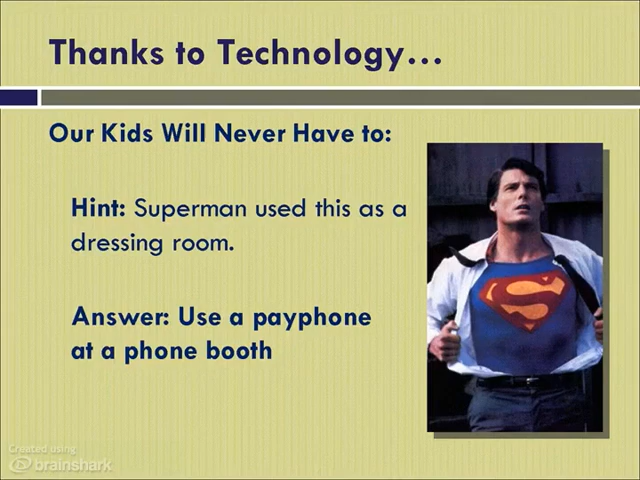 Thanks to Technology…
Our Kids Will Never Have to:
Hint: Superman used this as a
dressing room.
Answer: Use a payphone
at a phone booth
Created using
brainshark